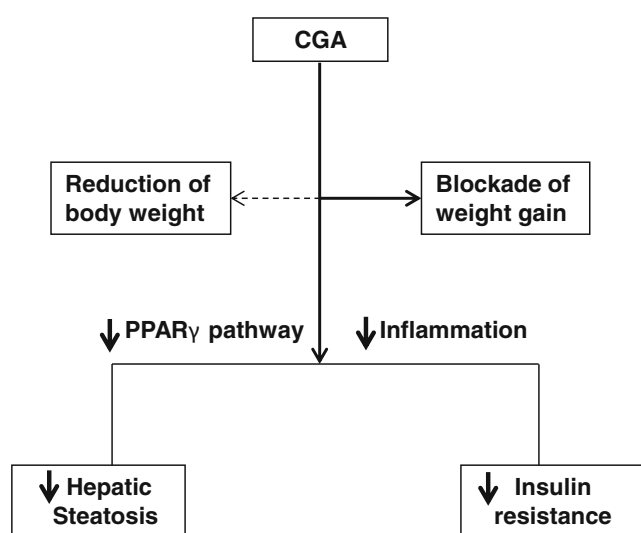 CGA
Reduction of
body weight
Blockade of
weight gain
PPARγ pathway
Inflammation
Hepatic
Steatosis
Insulin
resistance